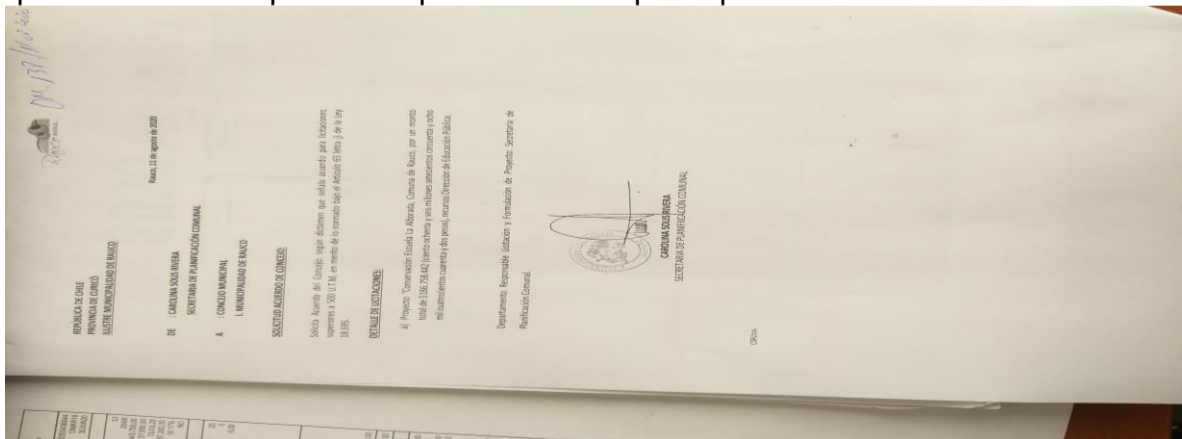 REPUBLICA DE CHILE
PROVINCIA DE CURICÓ
ILUSTRE MUNICIPALIDAD DE RAUCO
Rauco, 11 de agosto de 2020
DE : CAROLINA SOLIS RIVERA
SECRETARIA DE PLANIFICACIÓN COMUNAL
A : CONCEJO MUNICIPAL
I. MUNICIPALIDAD DE RAUCO
SOLICITUD ACUERDO DE CONCEJO:
Solicita Acuerdo del Concejo según dictamen que señala acuerdo para licitaciones
superiores a 500 U.T.M, en merito de lo normado bajo el Artículo 65 letra j) de la Ley
18.695.
DETALLE DE LICITACIONES:
a) Proyecto "Conservación Escuela La Alborada, Comuna de Rauco, por un monto
total de $186.758.442 (ciento ochenta y seis millones setecientos cincuenta y ocho
mil cuatrocientos cuarenta y dos pesos), recursos Dirección de Educación Pública.
Departamento Responsable licitación y Formulación de Proyecto: Secretaria de
Planificación Comunal.
CAROLINA SOLIS RIVERA
SECRETARIA DE PLANIFICACIÓN COMUNAL